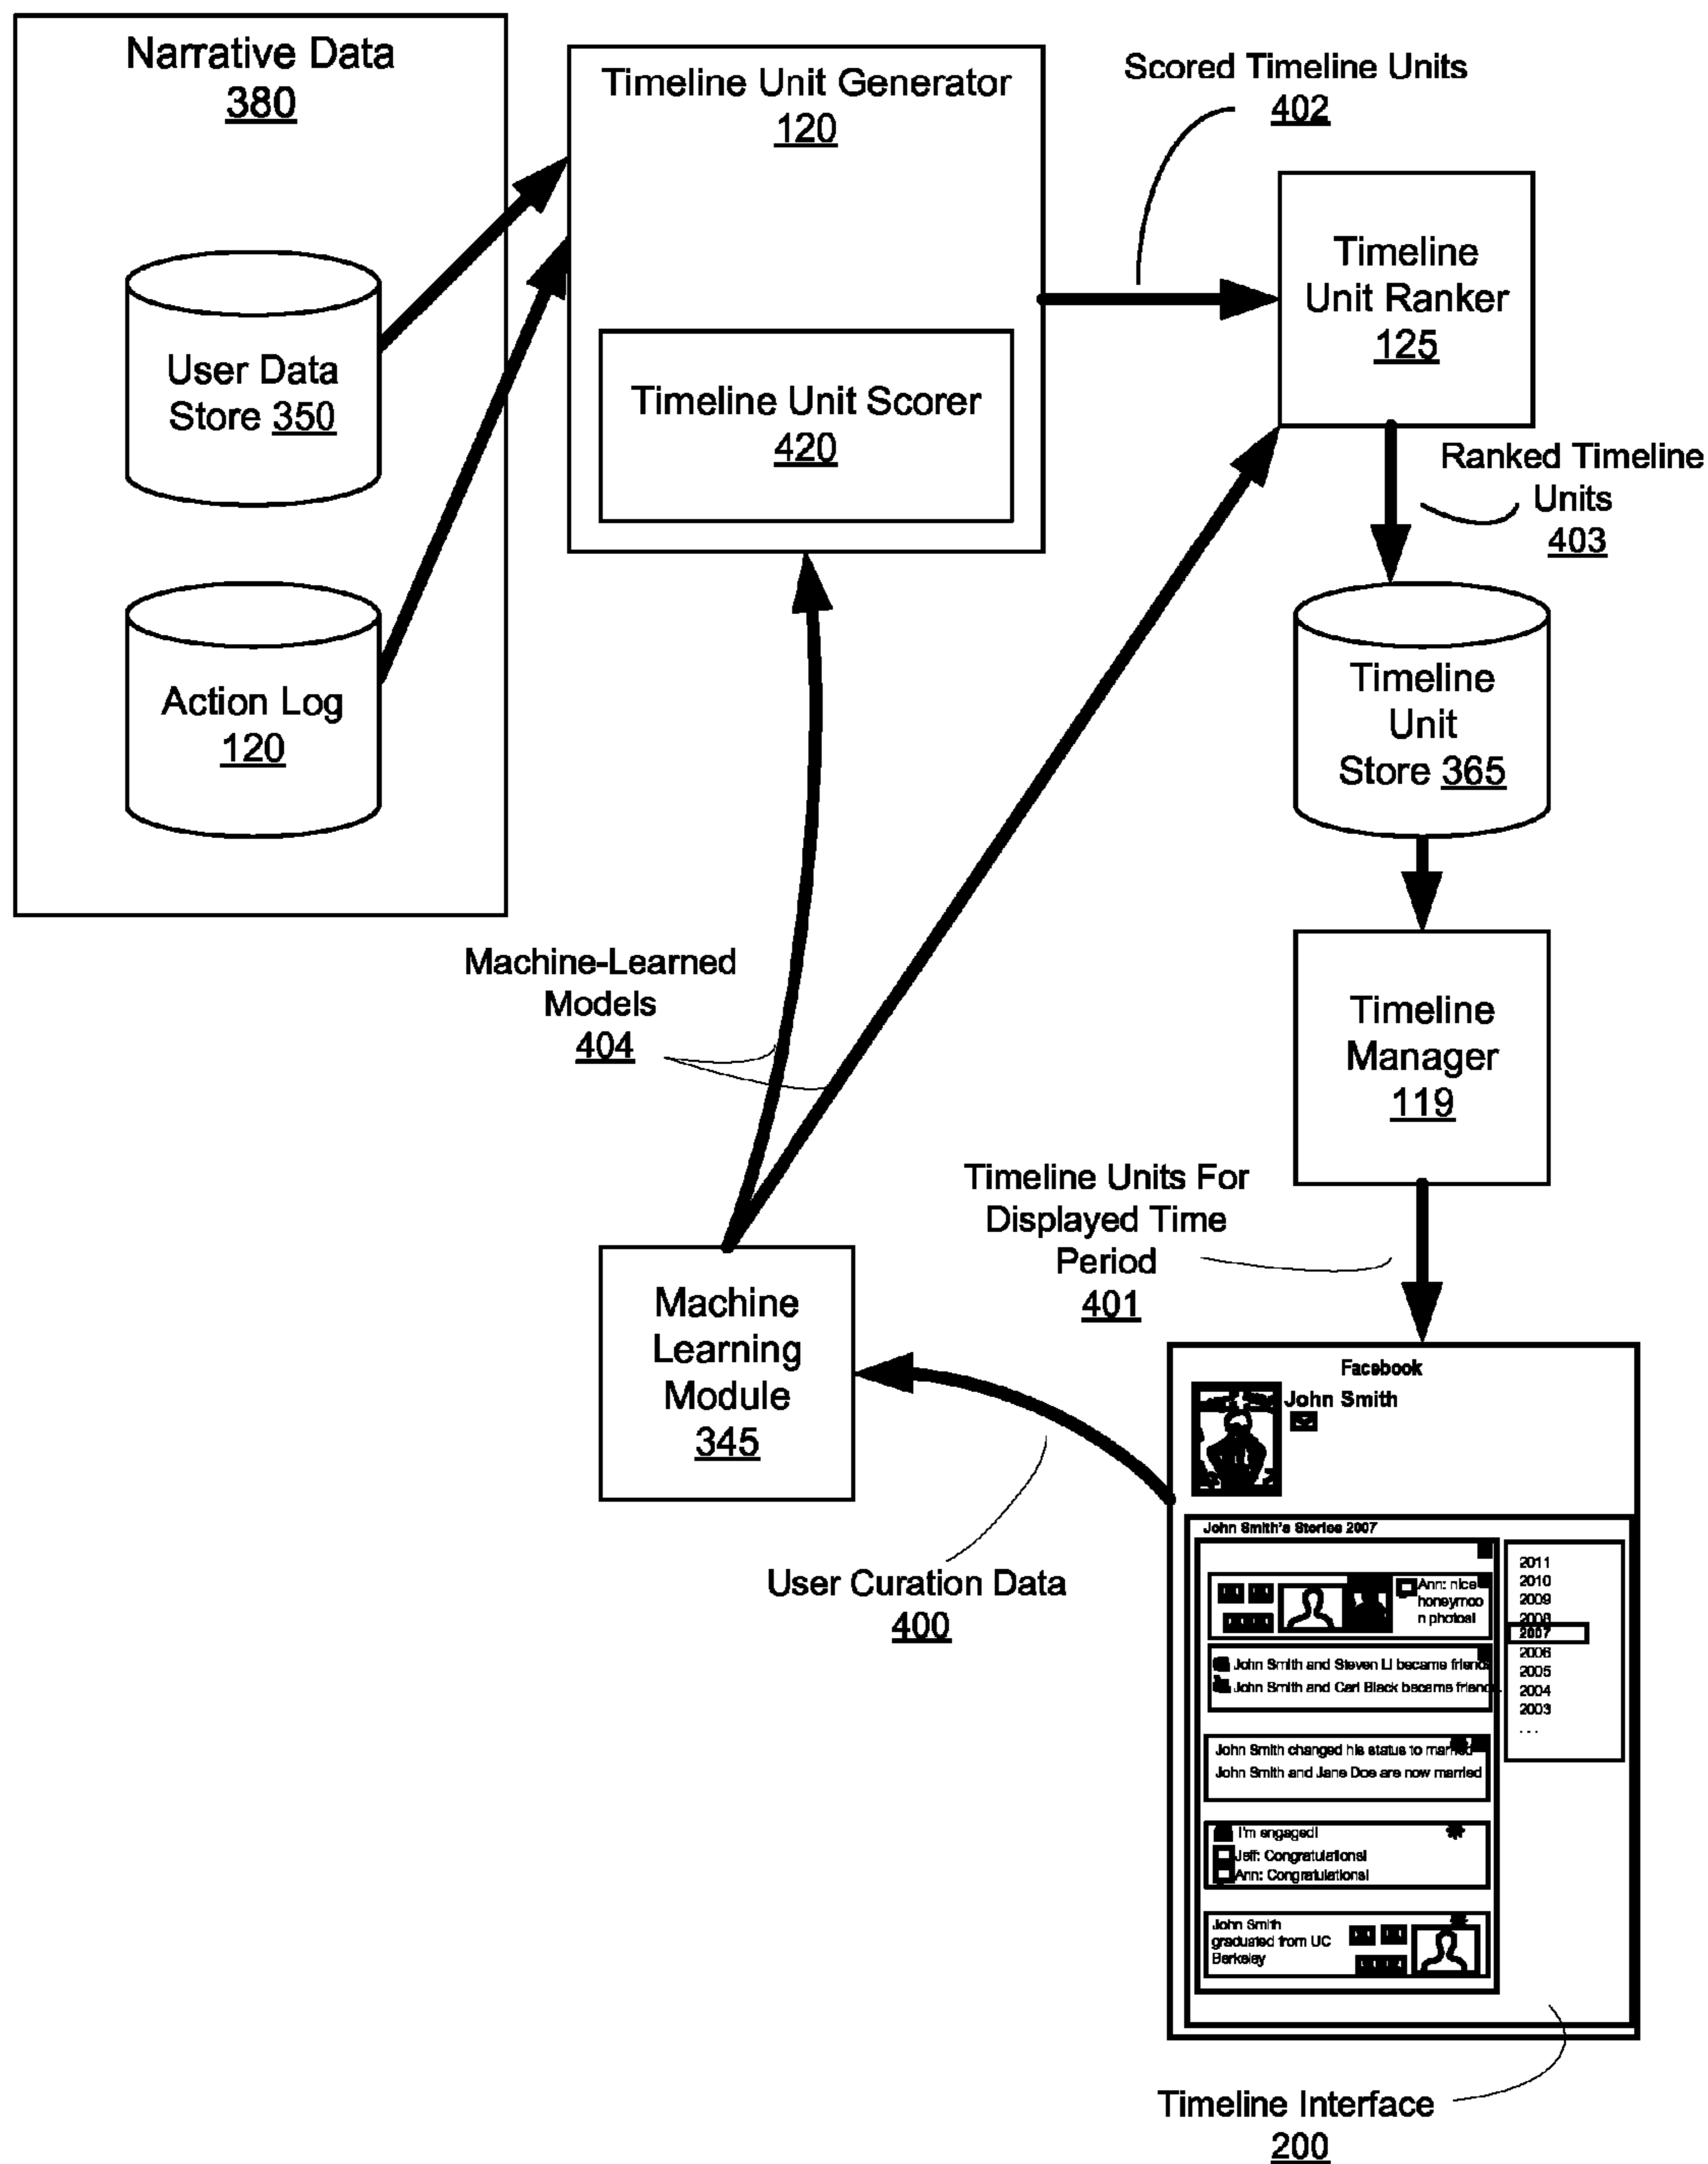 Narrative Data
380
User Data
Store 350
Action Log
120
Timeline Unit Generator
120
Timeline Unit Scorer
420
Scored Timeline Units
402
Timeline
Unit Ranker
125
Ranked Timeline
Units
403
Timeline
Unit
Store 365
Timeline
Manager
119
Machine-Learned
Models
404
Timeline Units For
Displayed Time
Period
401
Machine
Learning
Module
345
User Curation Data
400
Facebook
John Smith
John Smith's Stories 2007
Ann: nice
honeymoo
n photos!
John Smith and Steven Li became friend
John Smith and Carl Black became friend
John Smith changed his status to married
John Smith and Jane Doe are now married
I'm engaged!
Jeff: Congratulations!
Ann: Congratulations!
John Smith
graduated from UC
Berkeley
2011
2010
2009
2008
2007
2006
2005
2004
2003
...
Timeline Interface
200